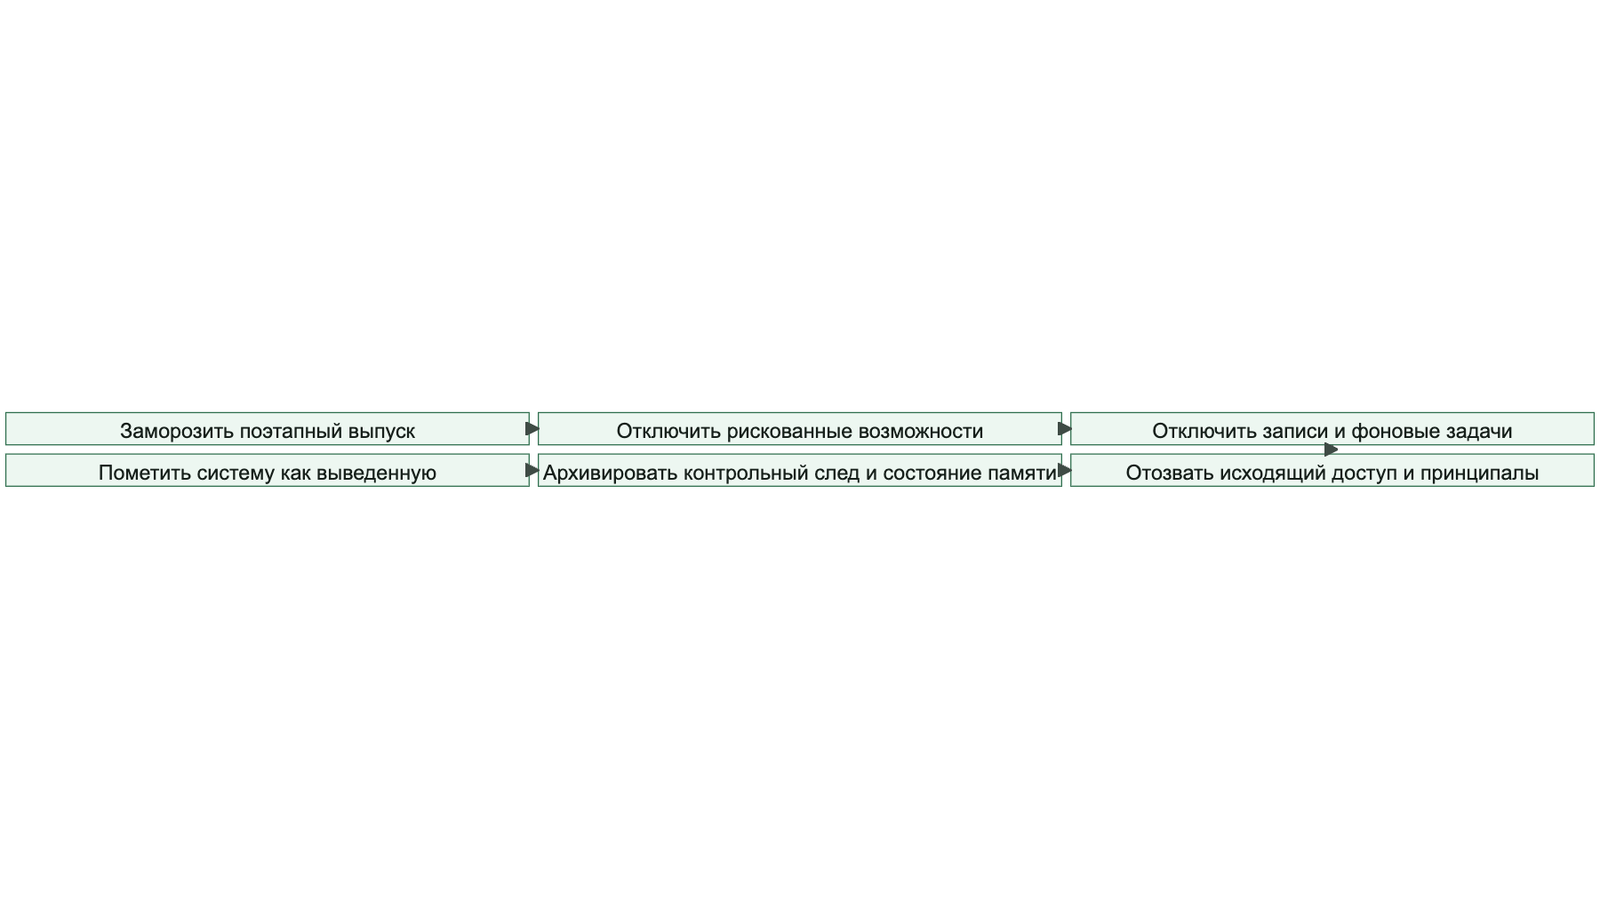 Заморозить поэтапный выпуск
Отключить рискованные возможности
Отключить записи и фоновые задачи
Пометить систему как выведенную
Архивировать контрольный след и состояние памяти
Отозвать исходящий доступ и принципалы